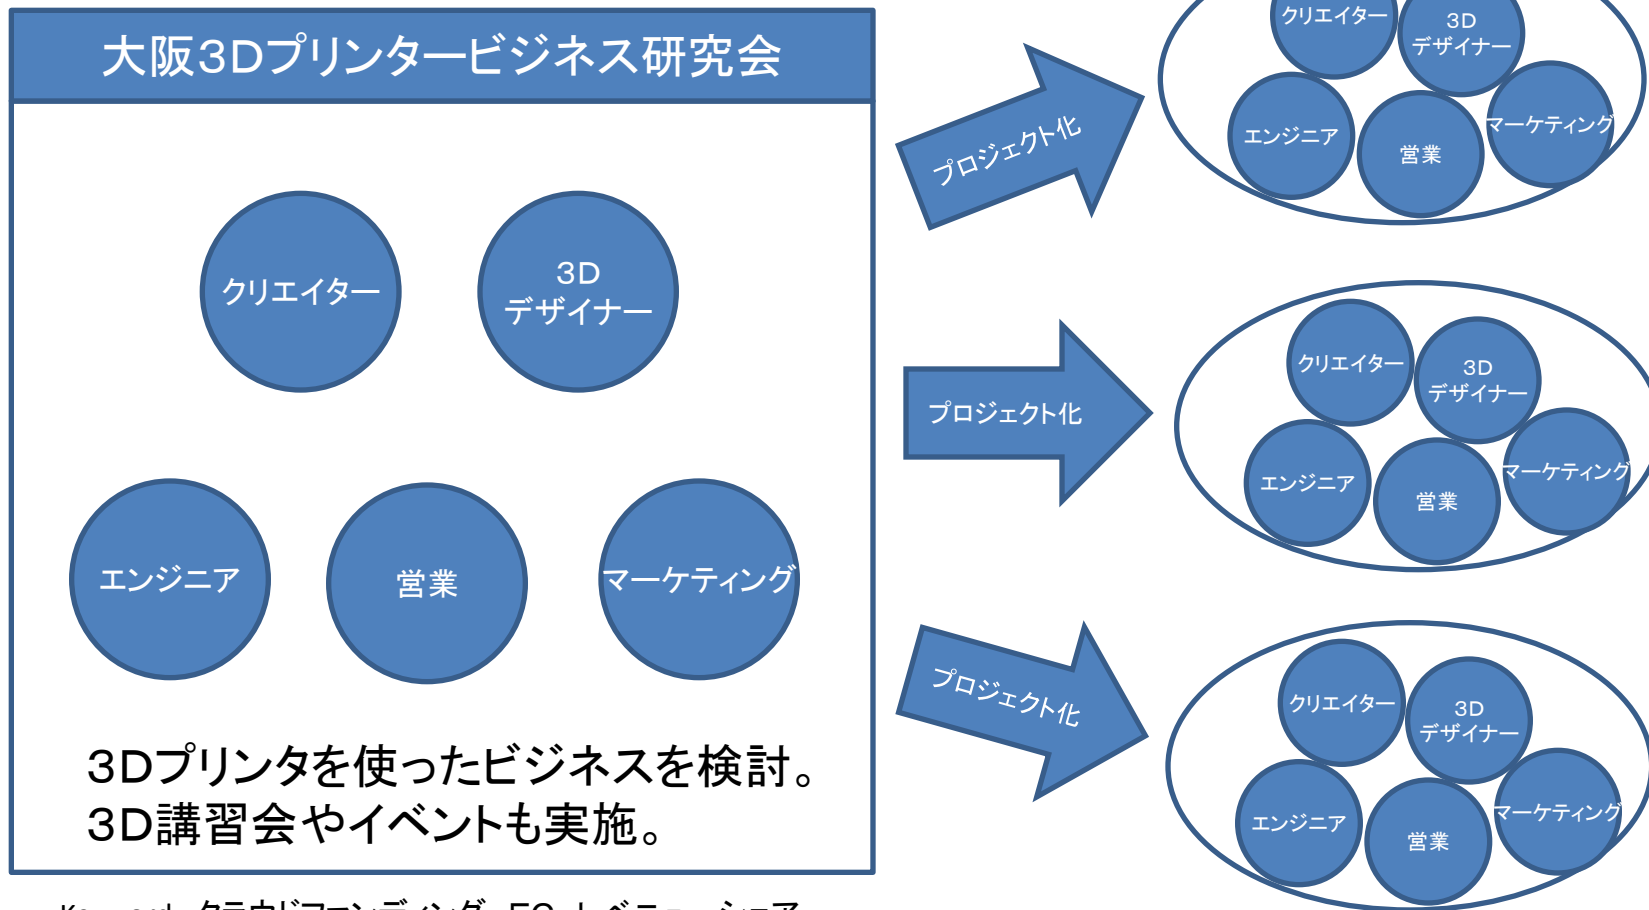 大阪3Dプリンタービジネス研究会
クリエイター
3D
デザイナー
エンジニア
営業
マーケティング
3Dプリンタを使ったビジネスを検討。
3D講習会やイベントも実施。
プロジェクト化
クリエイター
3D
デザイナー
エンジニア
営業
マーケティング
プロジェクト化
クリエイター
3D
デザイナー
エンジニア
営業
マーケティング
プロジェクト化
クリエイター
3D
デザイナー
エンジニア
営業
マーケティング